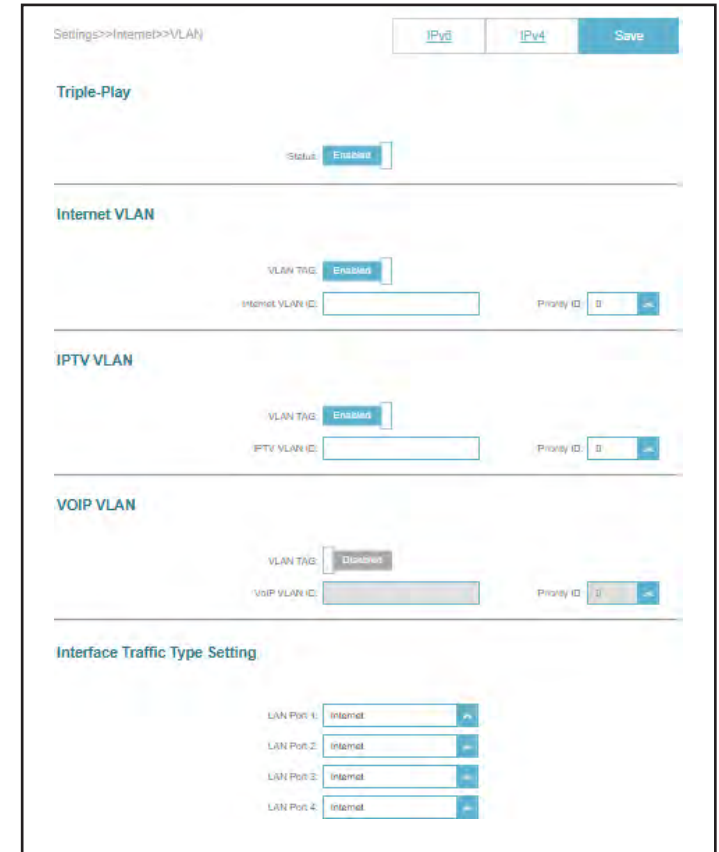 Settings>>Internet>>VLAN IPv6 IPv4 Save
Triple-Play
Status: Enabled
Internet VLAN
VLAN TAG: Enabled
Internet VLAN ID: Priority ID: 0
IPTV VLAN
VLAN TAG: Enabled
IPTV VLAN ID: Priority ID: 0
VOIP VLAN
VLAN TAG: Disabled
VoIP VLAN ID: Priority ID: 0
Interface Traffic Type Setting
LAN Port 1: Internet
LAN Port 2: Internet
LAN Port 3: Internet
LAN Port 4: Internet